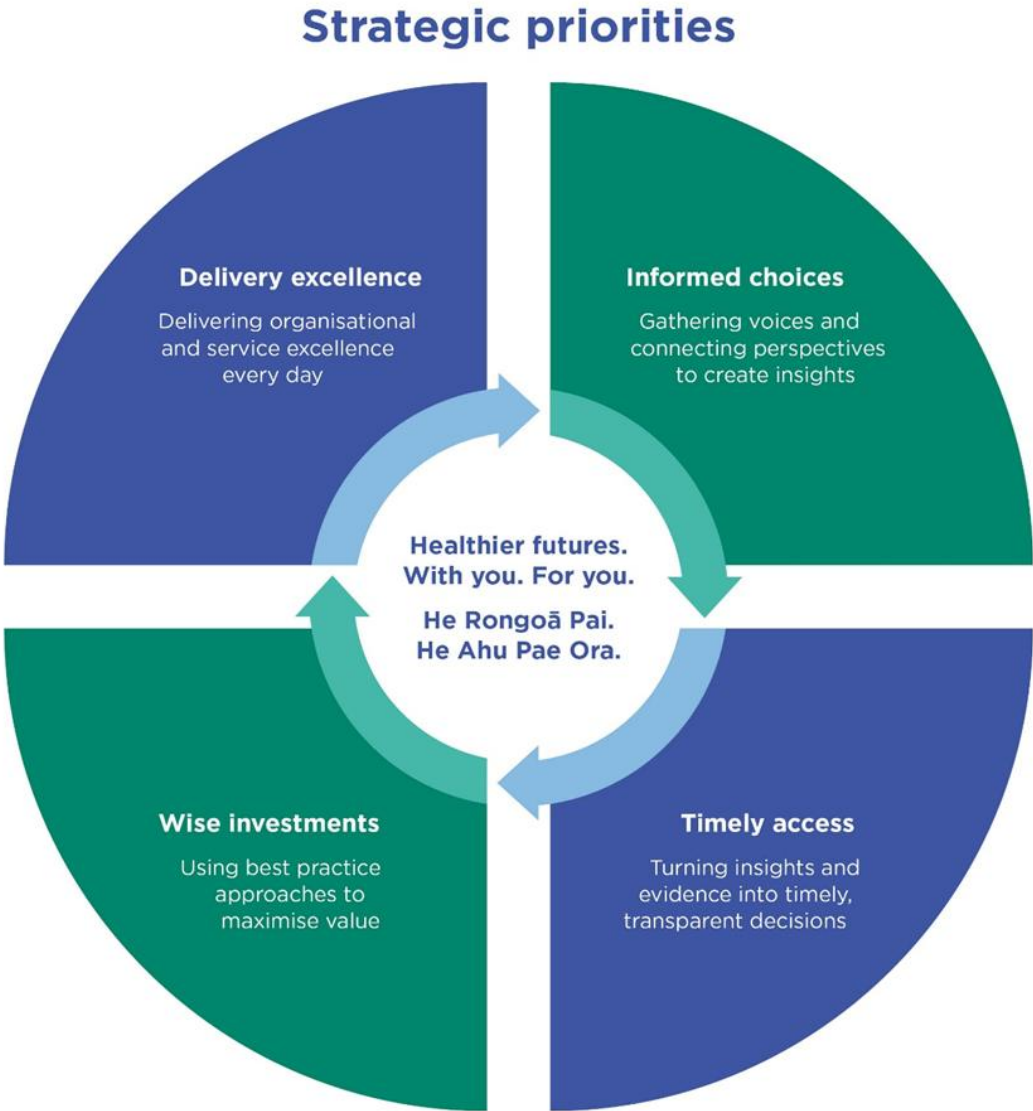 Strategic priorities
Delivery excellence
Delivering organisational
and service excellence
every day
Informed choices
Gathering voices and
connecting perspectives
to create insights
Healthier futures.
With you. For you.
He Rongoā Pai.
He Ahu Pae Ora.
Wise investments
Using best practice
approaches to
maximise value
Timely access
Turning insights and
evidence into timely,
transparent decisions